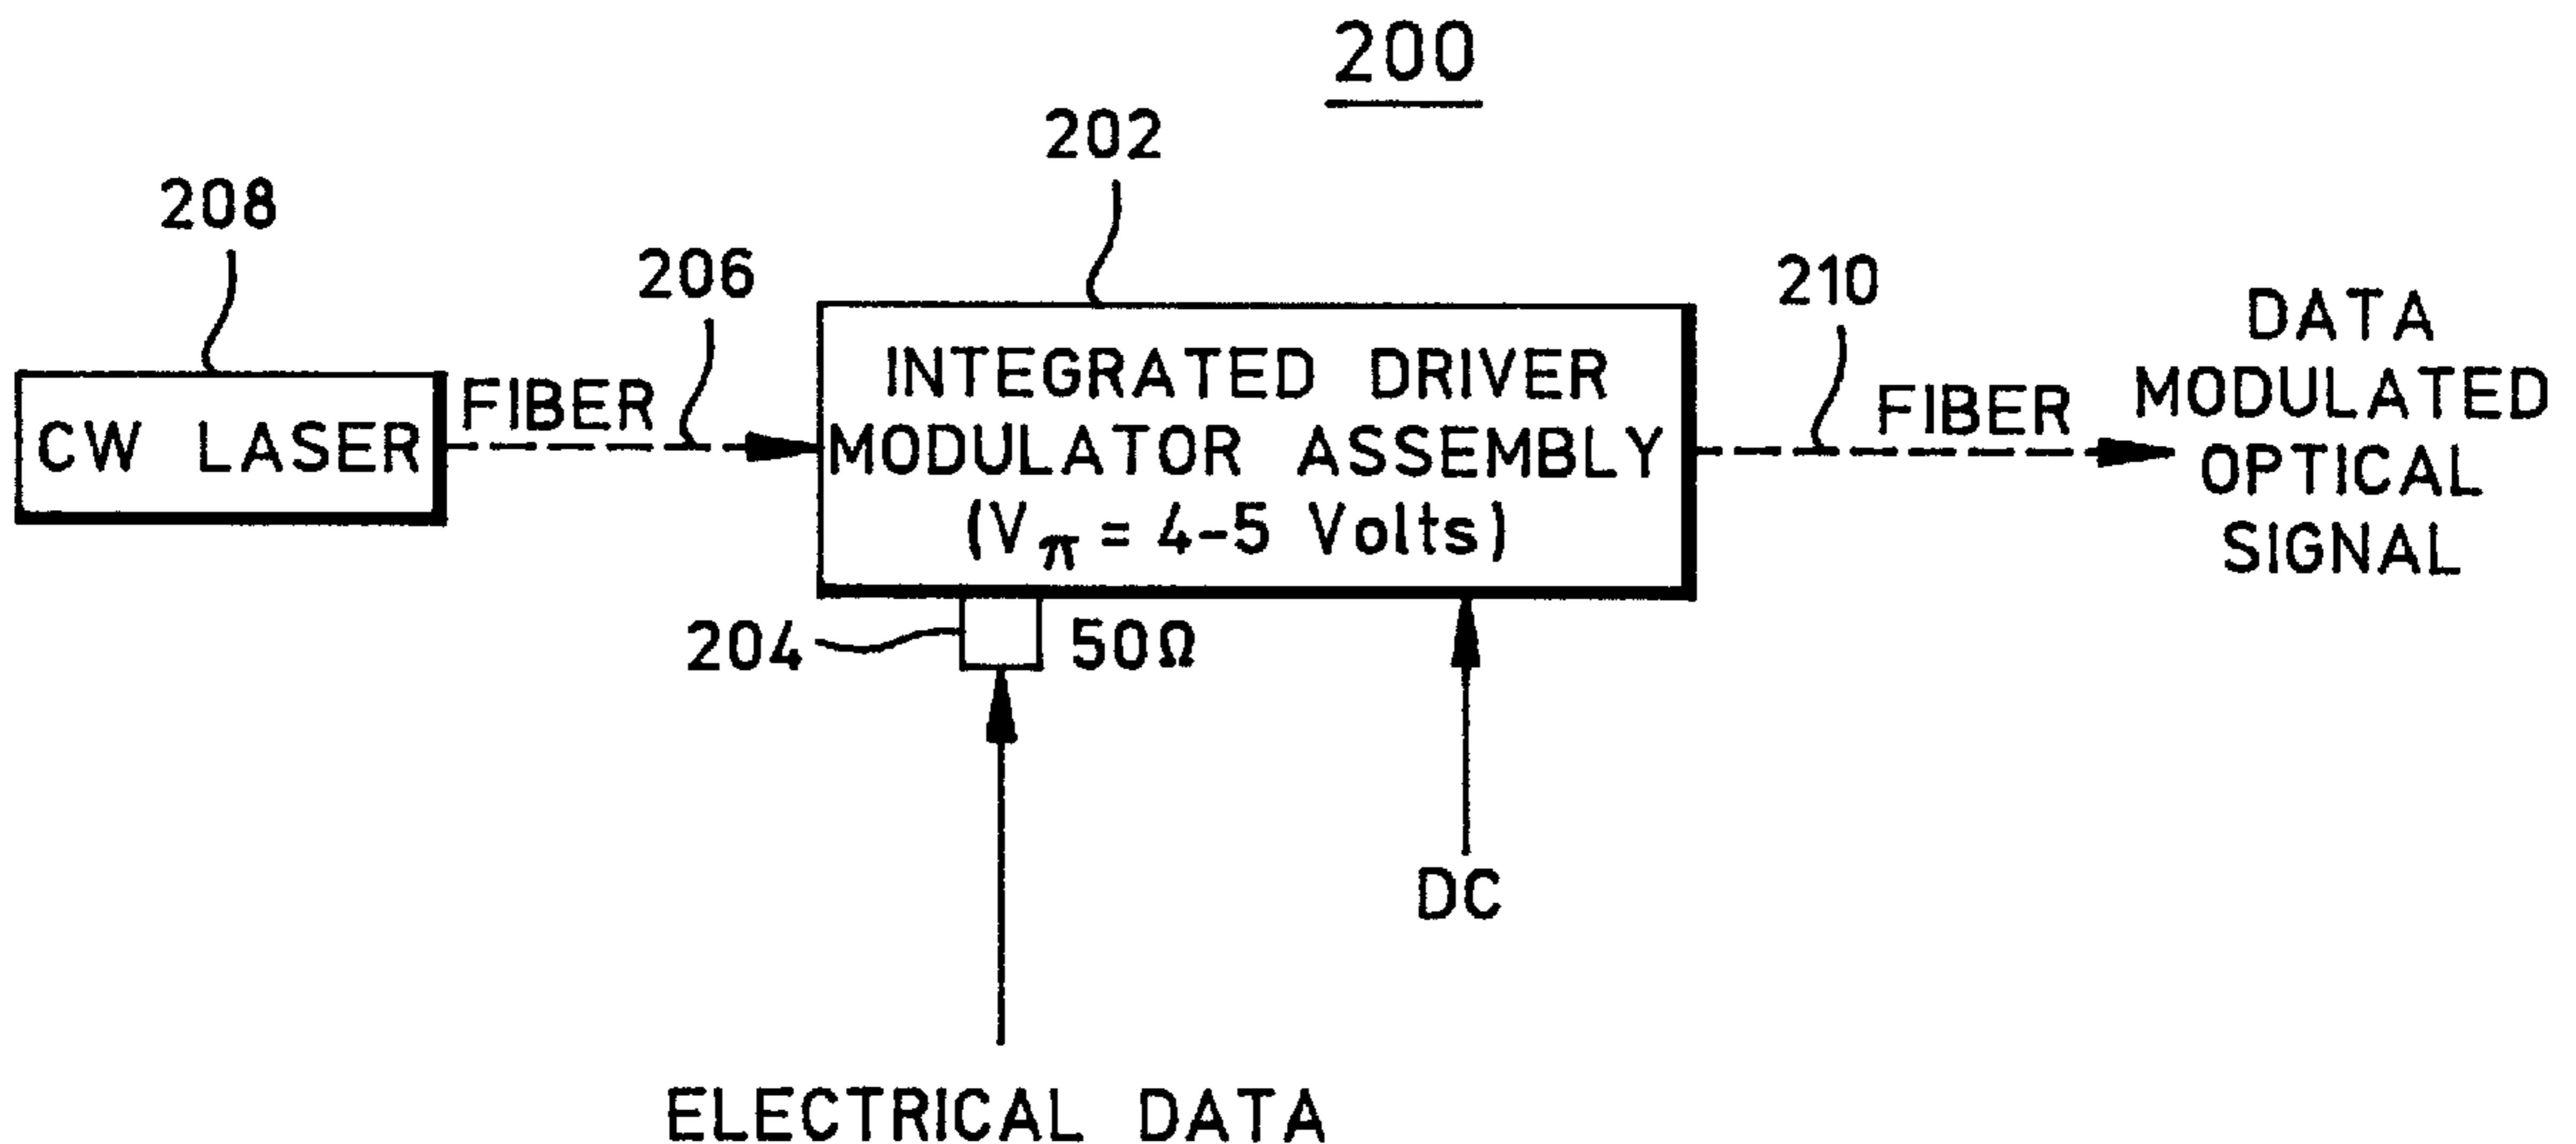 200
202
208
206
210
CW LASER
FIBER
INTEGRATED DRIVER
MODULATOR ASSEMBLY
(Vπ = 4-5 Volts)
FIBER
DATA
MODULATED
OPTICAL
SIGNAL
204
50Ω
DC
ELECTRICAL DATA